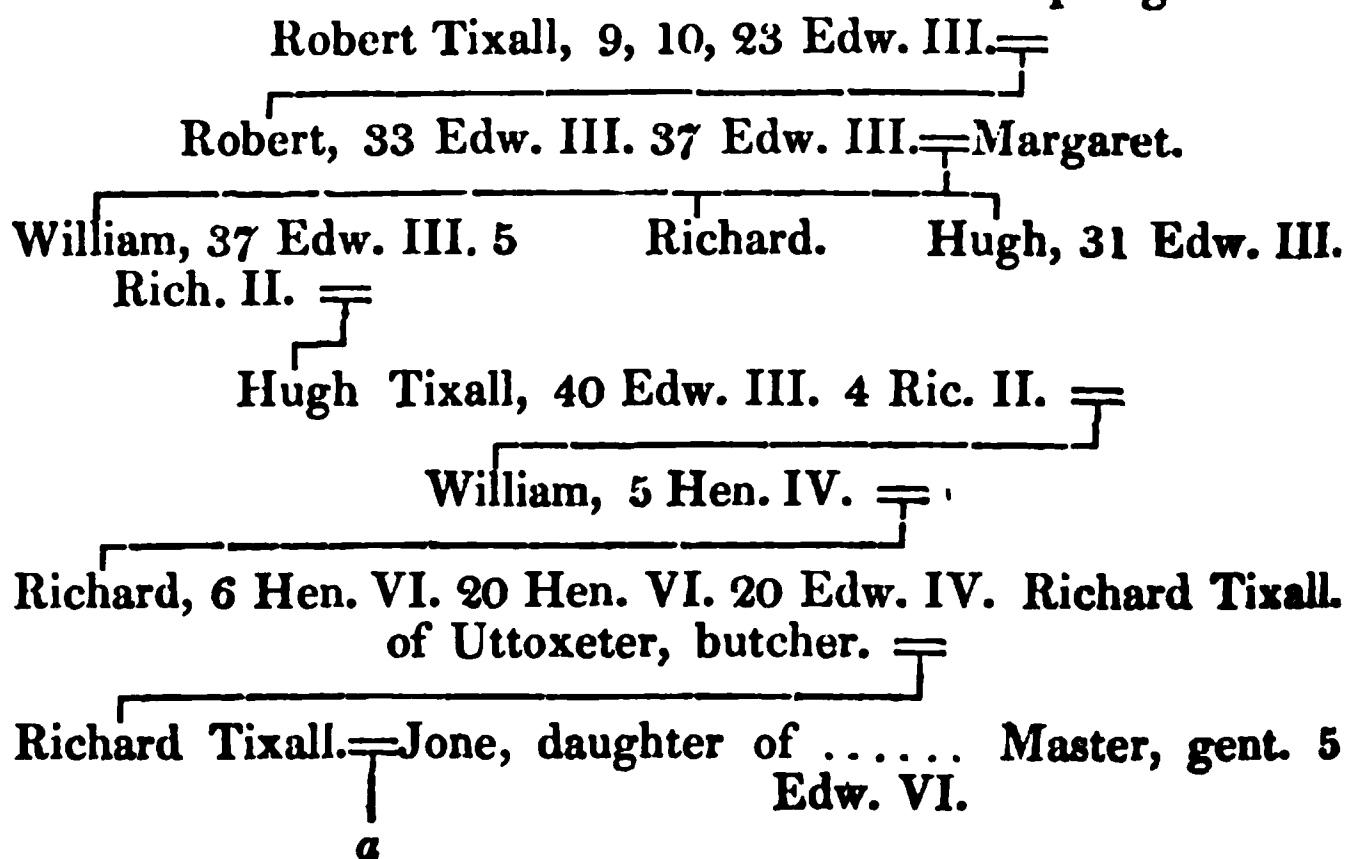 Robert Tixall, 9, 10, 23 Edw. III.
Robert, 33 Edw. III. 37 Edw. III. Margaret.
William, 37 Edw. III. 5 Richard. Hugh, 31 Edw. III.
Rich. II.
Hugh Tixall, 40 Edw. III. 4 Ric. II.
William, 5 Hen. IV.
Richard, 6 Hen. VI. 20 Hen. VI. 20 Edw. IV. Richard Tixall.
of Uttoxeter, butcher.
Richard Tixall. Jone, daughter of ...... Master, gent. 5
Edw. VI.
a